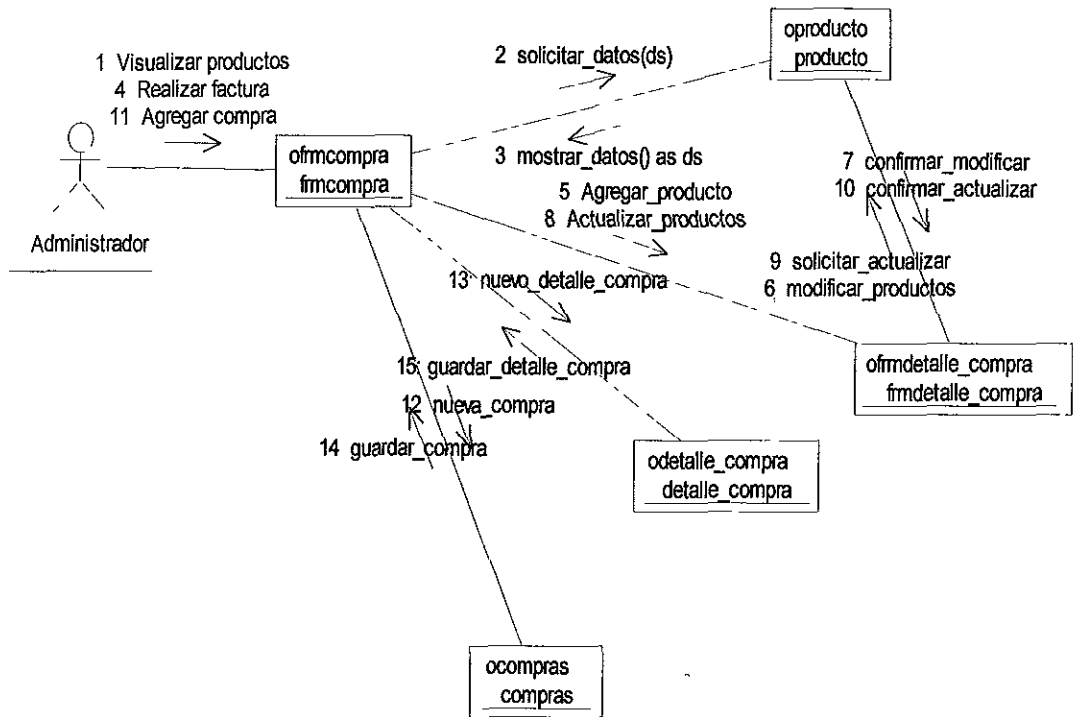 1 Visualizar productos
4 Realizar factura
11 Agregar compra
Administrador
ofrmcompra
frmcompra
2 solicitar_datos(ds)
3 mostrar_datos() as ds
oproducto
producto
5 Agregar_producto
8 Actualizar_productos
7 confirmar_modificar
10 confirmar_actualizar
9 solicitar_actualizar
6 modificar_productos
13 nuevo_detalle_compra
15: guardar_detalle_compra
12 nueva_compra
14 guardar_compra
ofrmdetalle_compra
frmdetalle_compra
odetalle_compra
detalle_compra
ocompras
compras